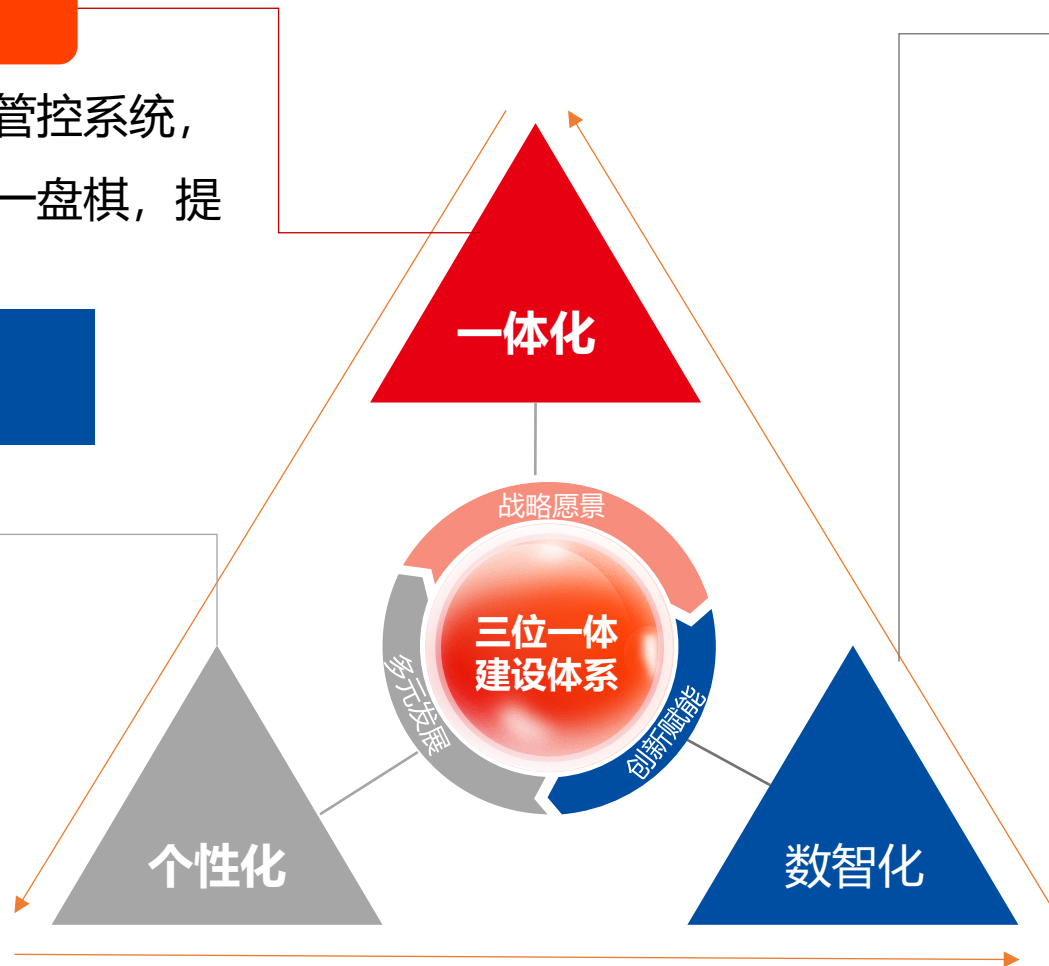 管控系统，
一盘棋，提
一体化
战略愿景
三位一体
建设体系
多元发展
创新赋能
个性化
数智化